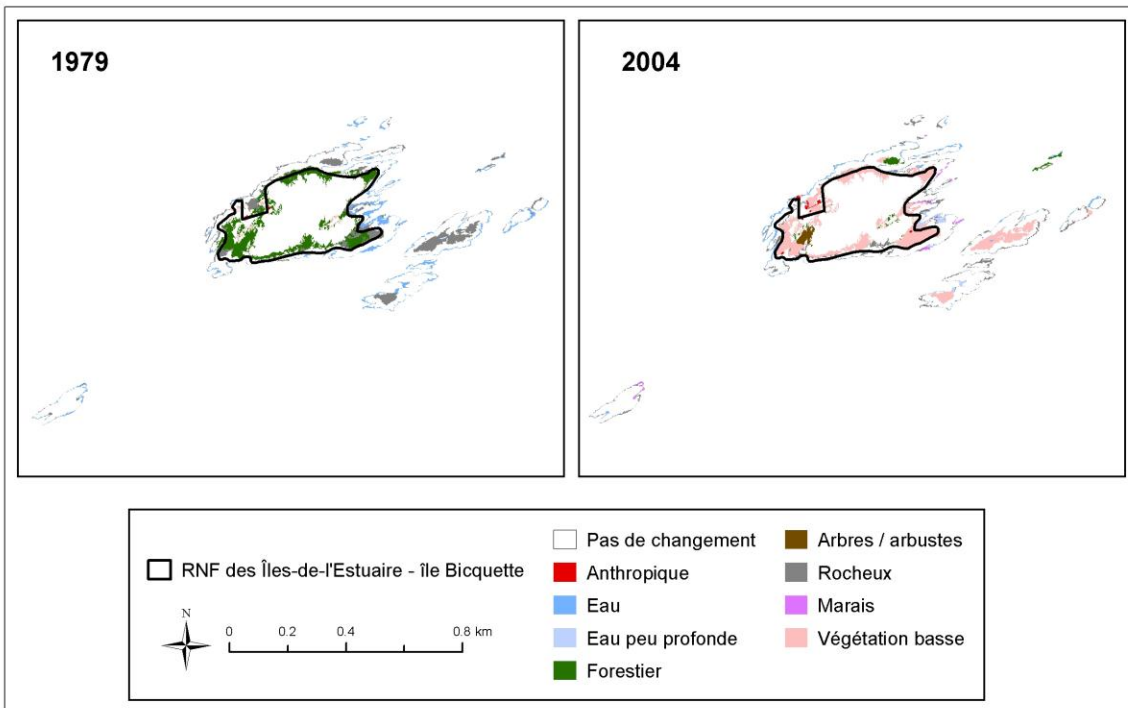 1979
2004
Pas de changement
Arbres / arbustes
RNF des Îles-de-l'Estuaire - île Bicquette
Anthropique
Rocheux
Eau
Marais
N
0 0.2 0.4 0.8 km
Eau peu profonde
Végétation basse
Forestier